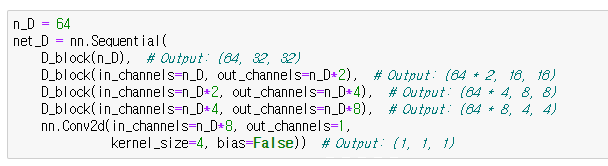 n_D = 64
net_D = nn.Sequential(
    D_block(n_D),  # Output: (64, 32, 32)
    D_block(in_channels=n_D, out_channels=n_D*2),  # Output: (64 * 2, 16, 16)
    D_block(in_channels=n_D*2, out_channels=n_D*4),  # Output: (64 * 4, 8, 8)
    D_block(in_channels=n_D*4, out_channels=n_D*8),  # Output: (64 * 8, 4, 4)
    nn.Conv2d(in_channels=n_D*8, out_channels=1,
              kernel_size=4, bias=False))  # Output: (1, 1, 1)